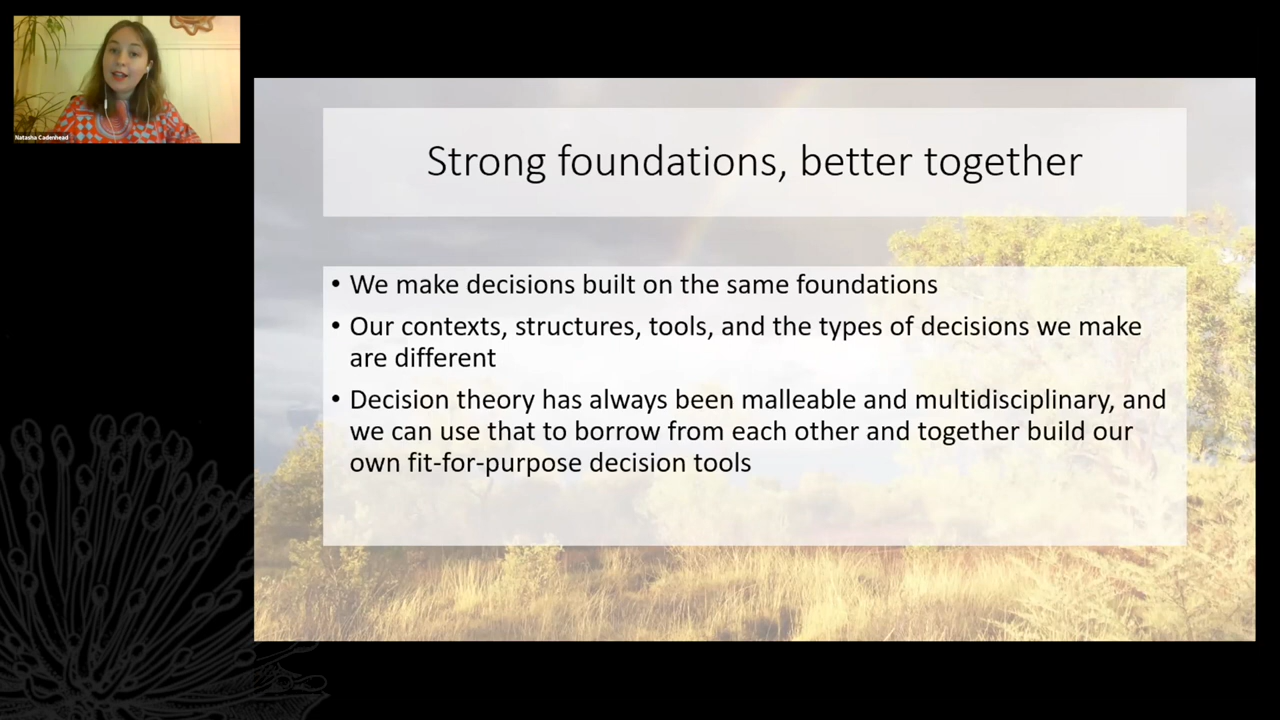 Natasha Cadenhead
Strong foundations, better together
• We make decisions built on the same foundations
• Our contexts, structures, tools, and the types of decisions we make
are different
• Decision theory has always been malleable and multidisciplinary, and
we can use that to borrow from each other and together build our
own fit-for-purpose decision tools